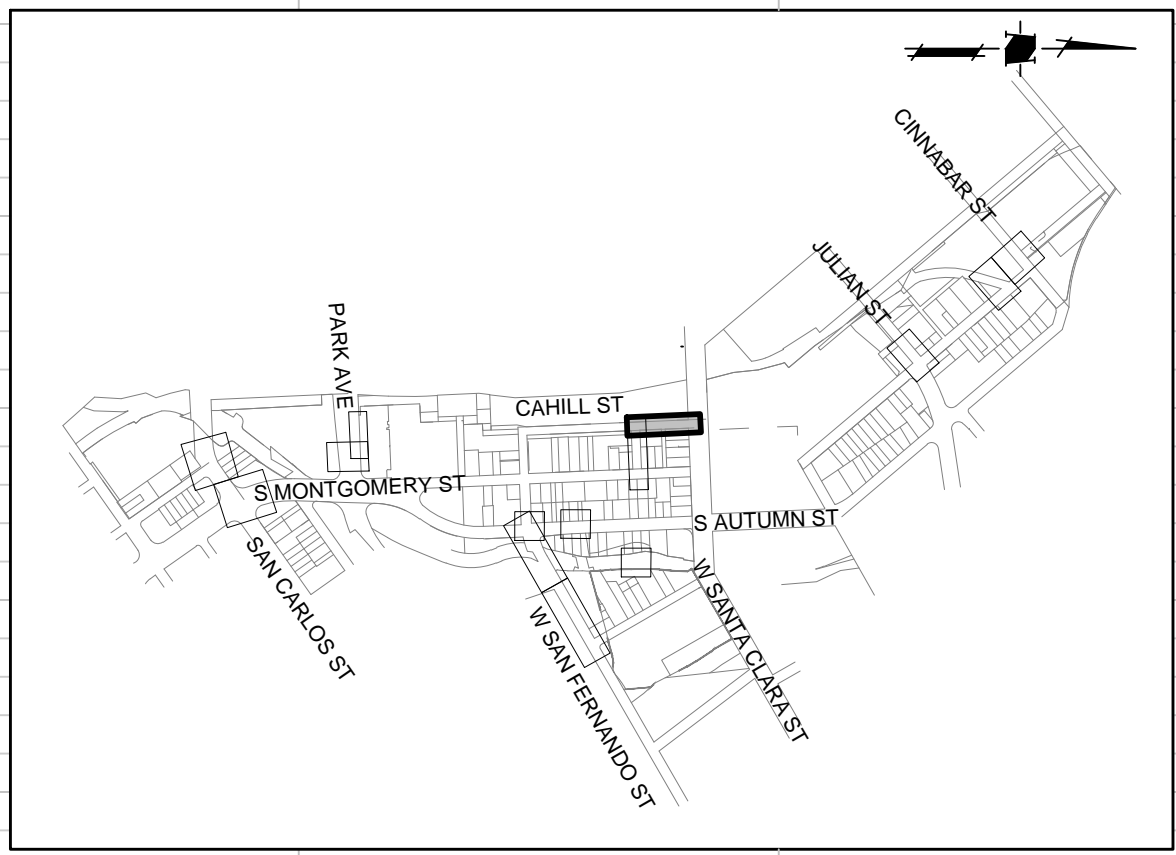 CINNABAR ST
JULIAN ST
PARK AVE
CAHILL ST
S MONTGOMERY ST
S AUTUMN ST
SAN CARLOS ST
W SANTA CLARA ST
W SAN FERNANDO ST